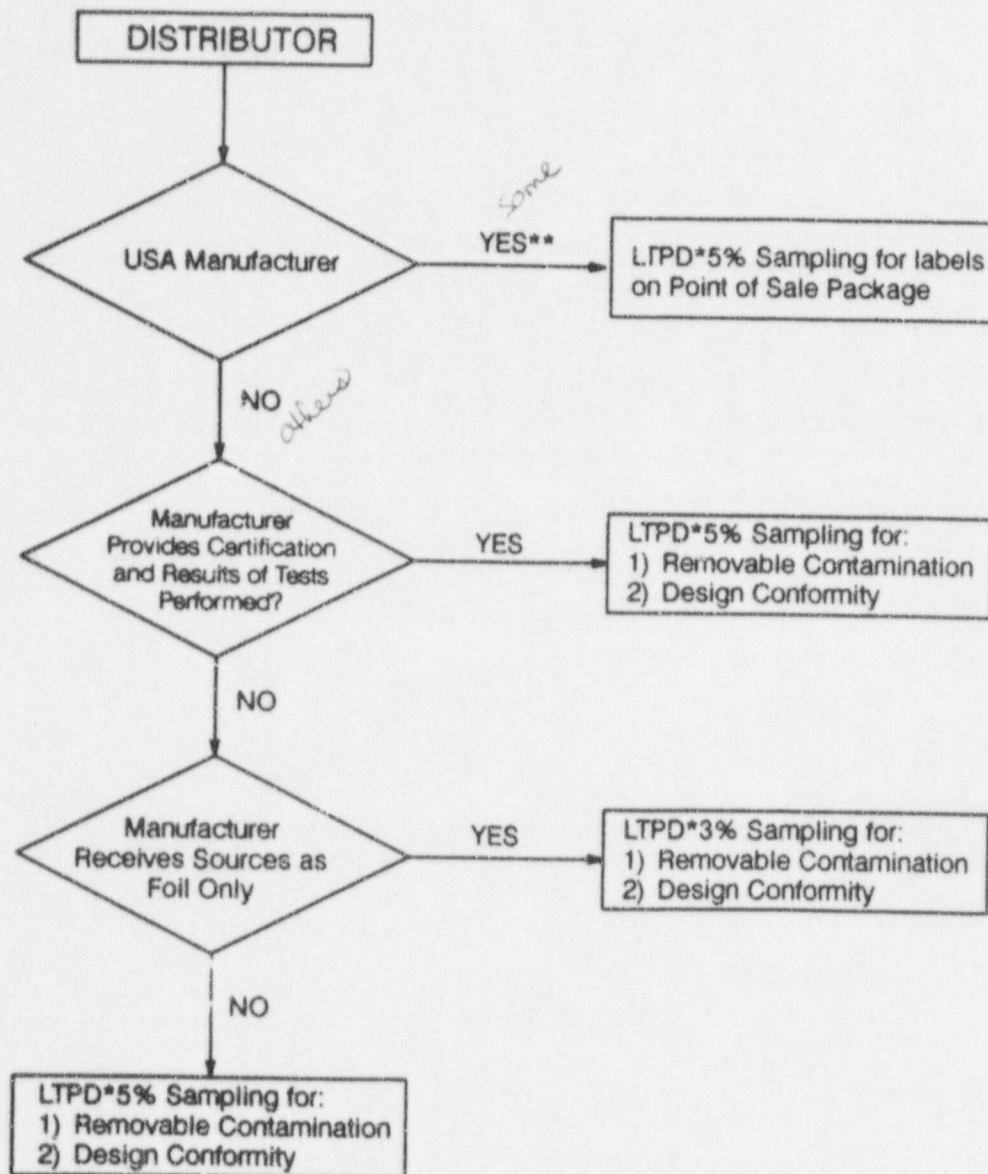 DISTRIBUTOR
USA Manufacturer
some
YES**
LTPD*5% Sampling for labels
on Point of Sale Package
NO
others
Manufacturer
Provides Certification
and Results of Tests
Performed?
YES
LTPD*5% Sampling for:
1) Removable Contamination
2) Design Conformity
NO
Manufacturer
Receives Sources as
Foil Only
YES
LTPD*3% Sampling for:
1) Removable Contamination
2) Design Conformity
NO
LTPD*5% Sampling for:
1) Removable Contamination
2) Design Conformity